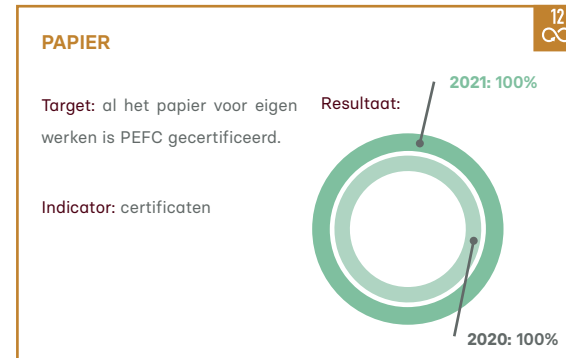 12
PAPIER
2021: 100%
Target: al het papier voor eigen
werken is PEFC gecertificeerd.
Resultaat:
Indicator: certificaten
2020: 100%